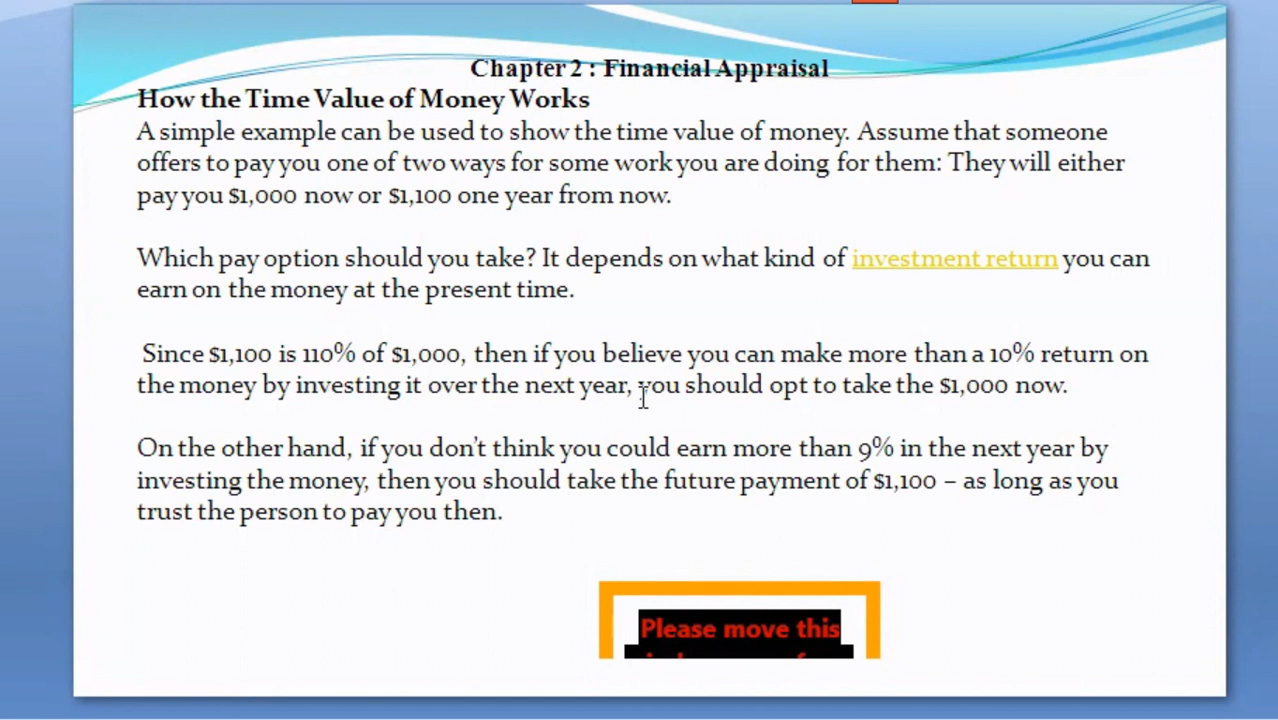 Chapter 2 : Financial Appraisal
How the Time Value of Money Works
A simple example can be used to show the time value of money. Assume that someone
offers to pay you one of two ways for some work you are doing for them: They will either
pay you $1,000 now or $1,100 one year from now.
Which pay option should you take? It depends on what kind of investment return you can
earn on the money at the present time.
Since $1,100 is 110% of $1,000, then if you believe you can make more than a 10% return on
the money by investing it over the next year, you should opt to take the $1,000 now.
On the other hand, if you don't think you could earn more than 9% in the next year by
investing the money, then you should take the future payment of $1,100 – as long as you
trust the person to pay you then.
Please move this